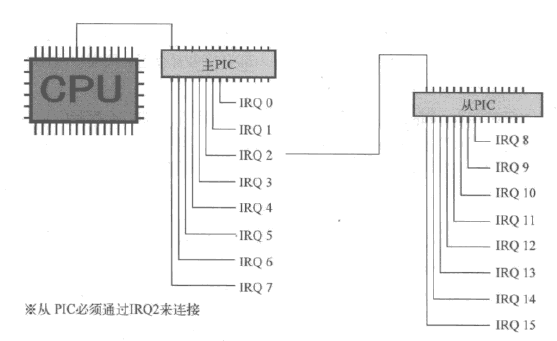 CPU
主PIC
IRQ 0
IRQ 1
IRQ 2
IRQ 3
IRQ 4
IRQ 5
IRQ 6
IRQ 7
从PIC
IRQ 8
IRQ 9
IRQ 10
IRQ 11
IRQ 12
IRQ 13
IRQ 14
IRQ 15
※从 PIC必须通过IRQ2来连接